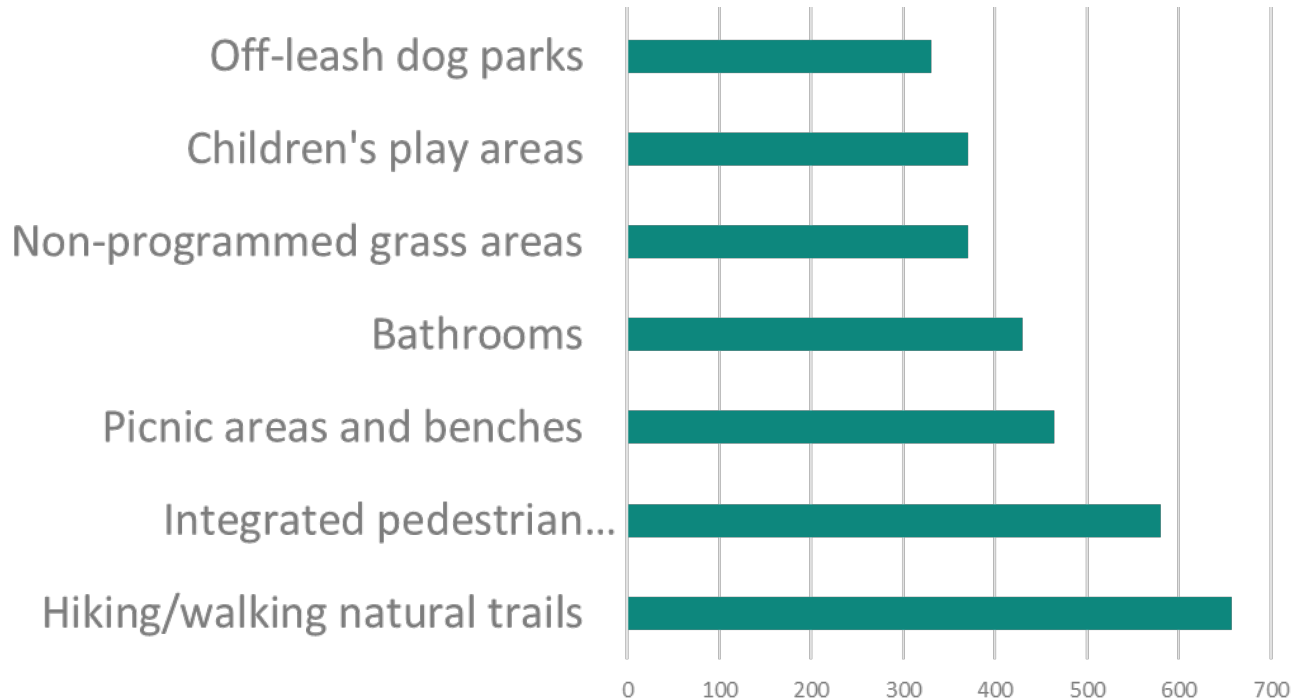 Off-leash dog parks
Children's play areas
Non-programmed grass areas
Bathrooms
Picnic areas and benches
Integrated pedestrian...
Hiking/walking natural trails
0 100 200 300 400 500 600 700